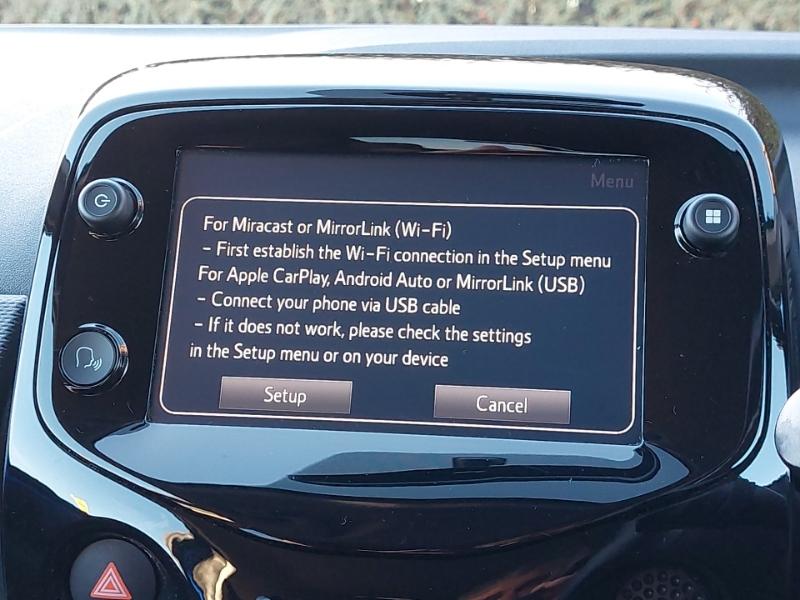 Menu
For Miracast or MirrorLink (Wi-Fi)
– First establish the Wi-Fi connection in the Setup menu
For Apple CarPlay, Android Auto or MirrorLink (USB)
– Connect your phone via USB cable
– If it does not work, please check the settings
in the Setup menu or on your device
Setup
Cancel